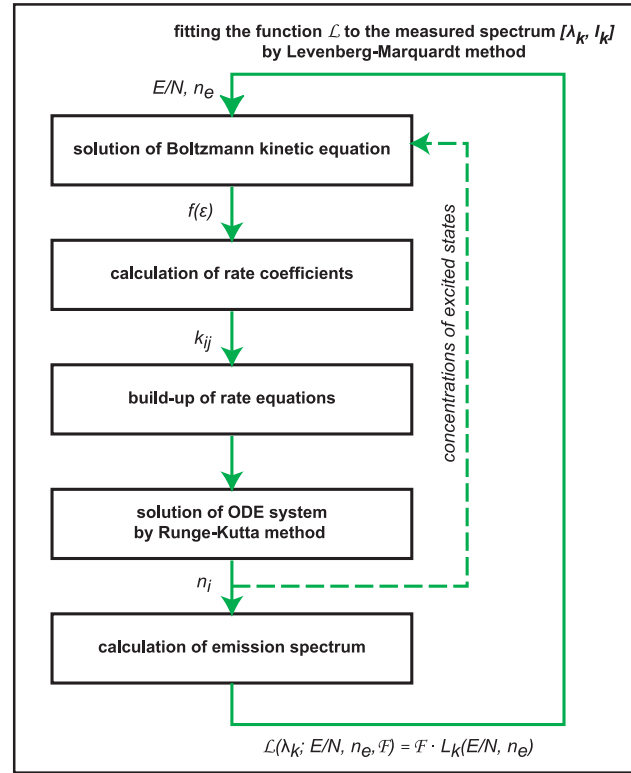 fitting the function ℒ to the measured spectrum [λk, Ik]
by Levenberg-Marquardt method
E/N, ne
solution of Boltzmann kinetic equation
f(ε)
calculation of rate coefficients
kij
build-up of rate equations
solution of ODE system
by Runge-Kutta method
ni
calculation of emission spectrum
concentrations of excited states
ℒ(λk; E/N, ne, ℱ) = ℱ · Lk(E/N, ne)